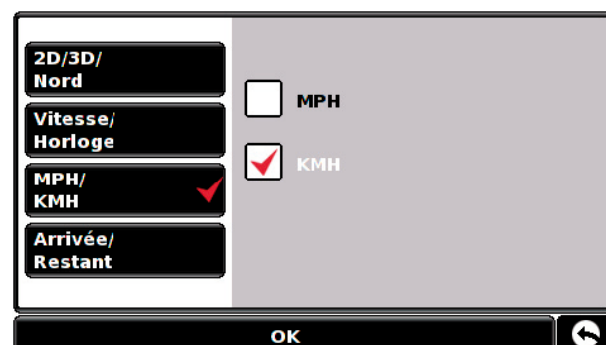 2D/3D/
Nord
Vitesse/
Horloge
MPH/
KMH
Arrivée/
Restant
MPH
KMH
OK